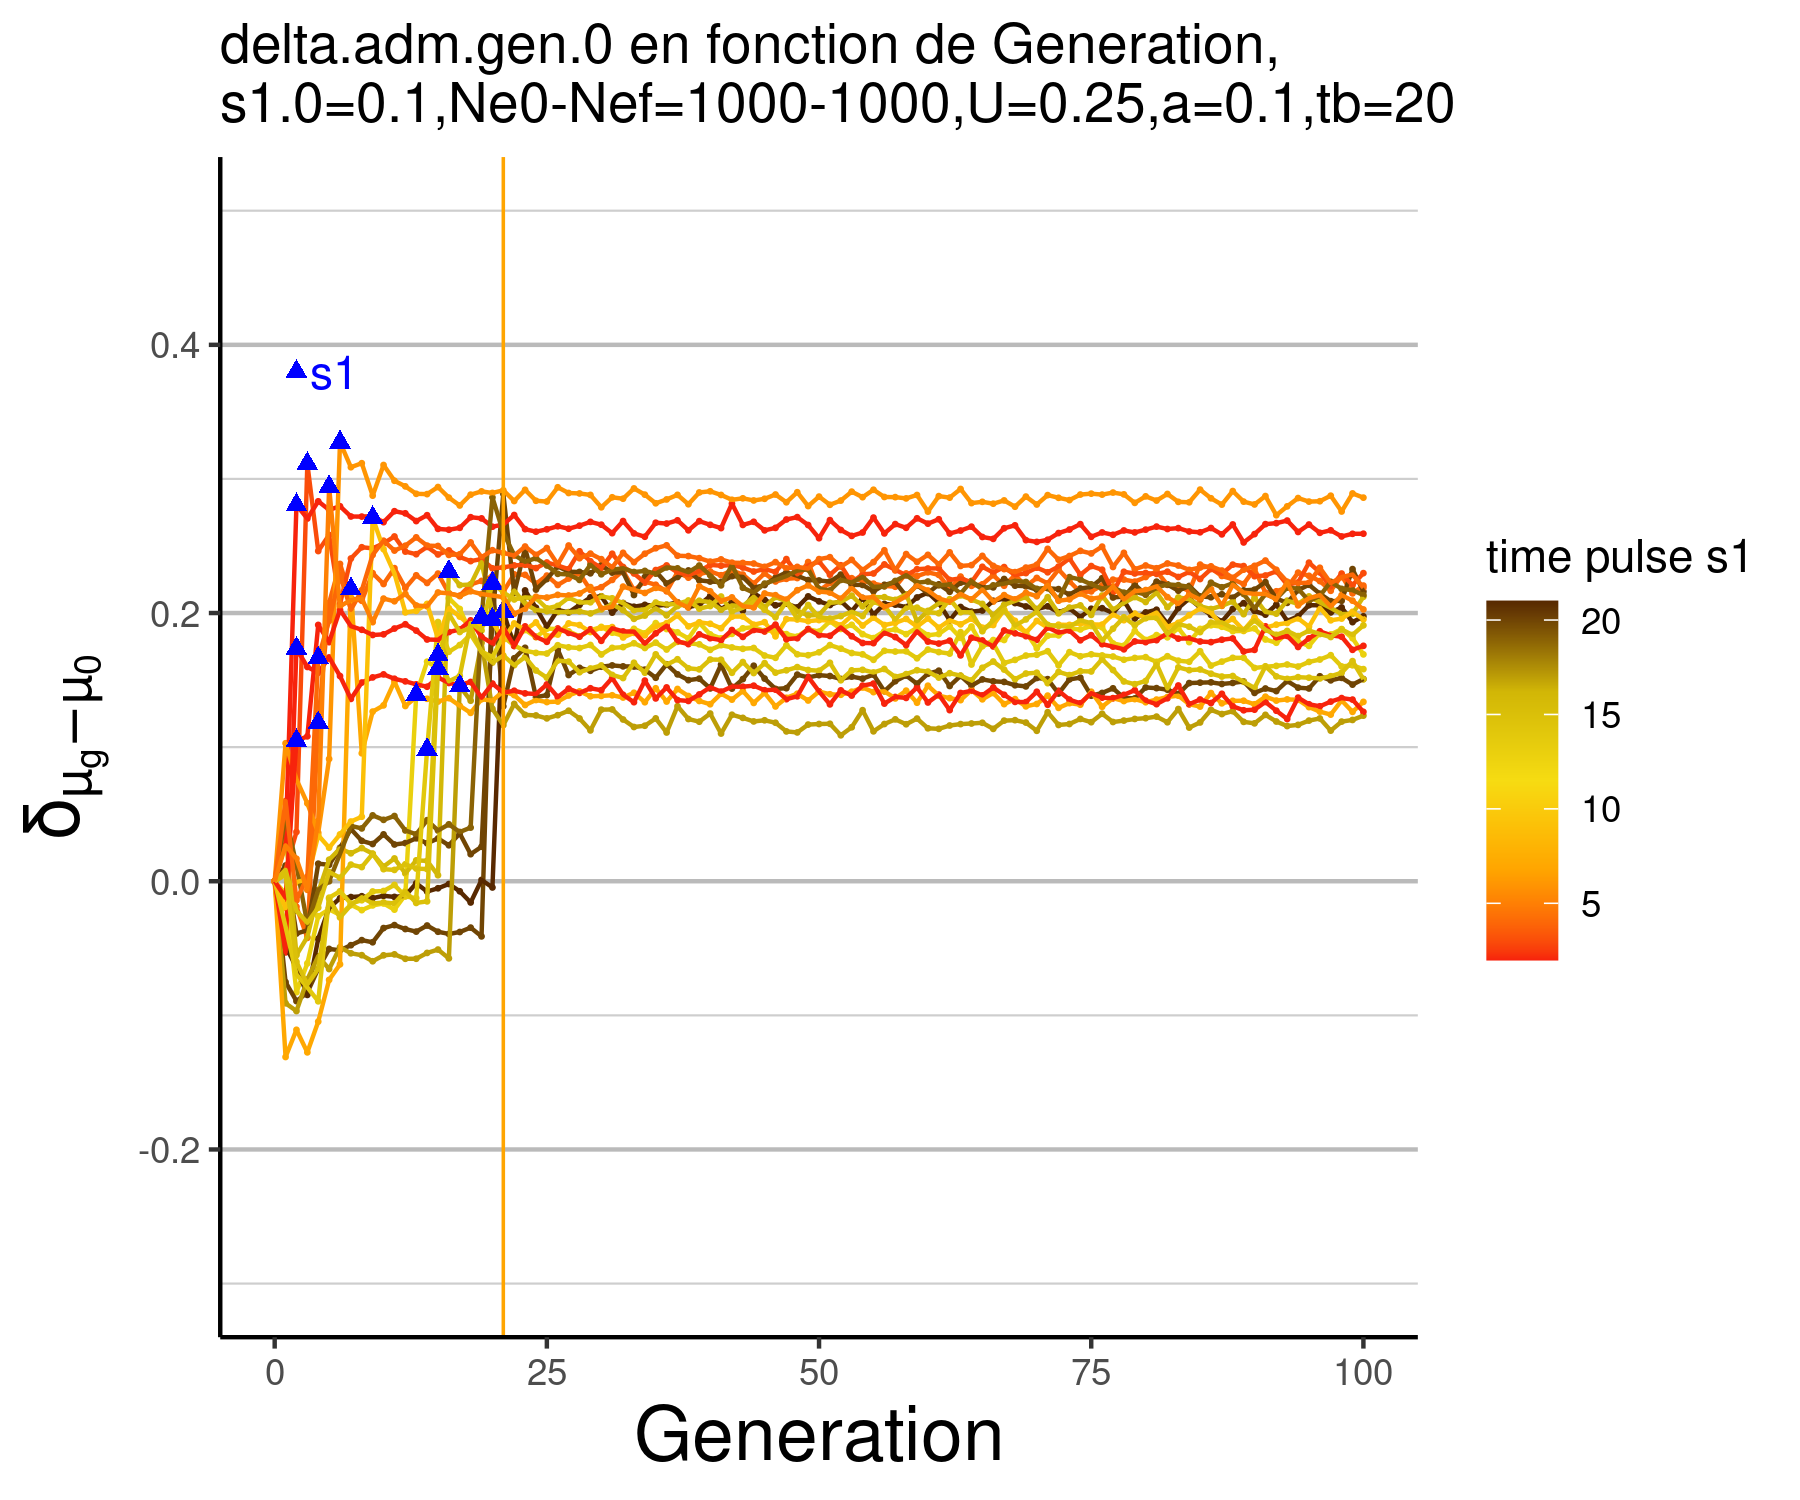 delta.adm.gen.0 en fonction de Generation,
s1.0=0.1,Ne0-Nef=1000-1000,U=0.25,a=0.1,tb=20
δμg−μ0
0.4
0.2
0.0
-0.2
s1
0 25 50 75 100
Generation
time pulse s1
20
15
10
5